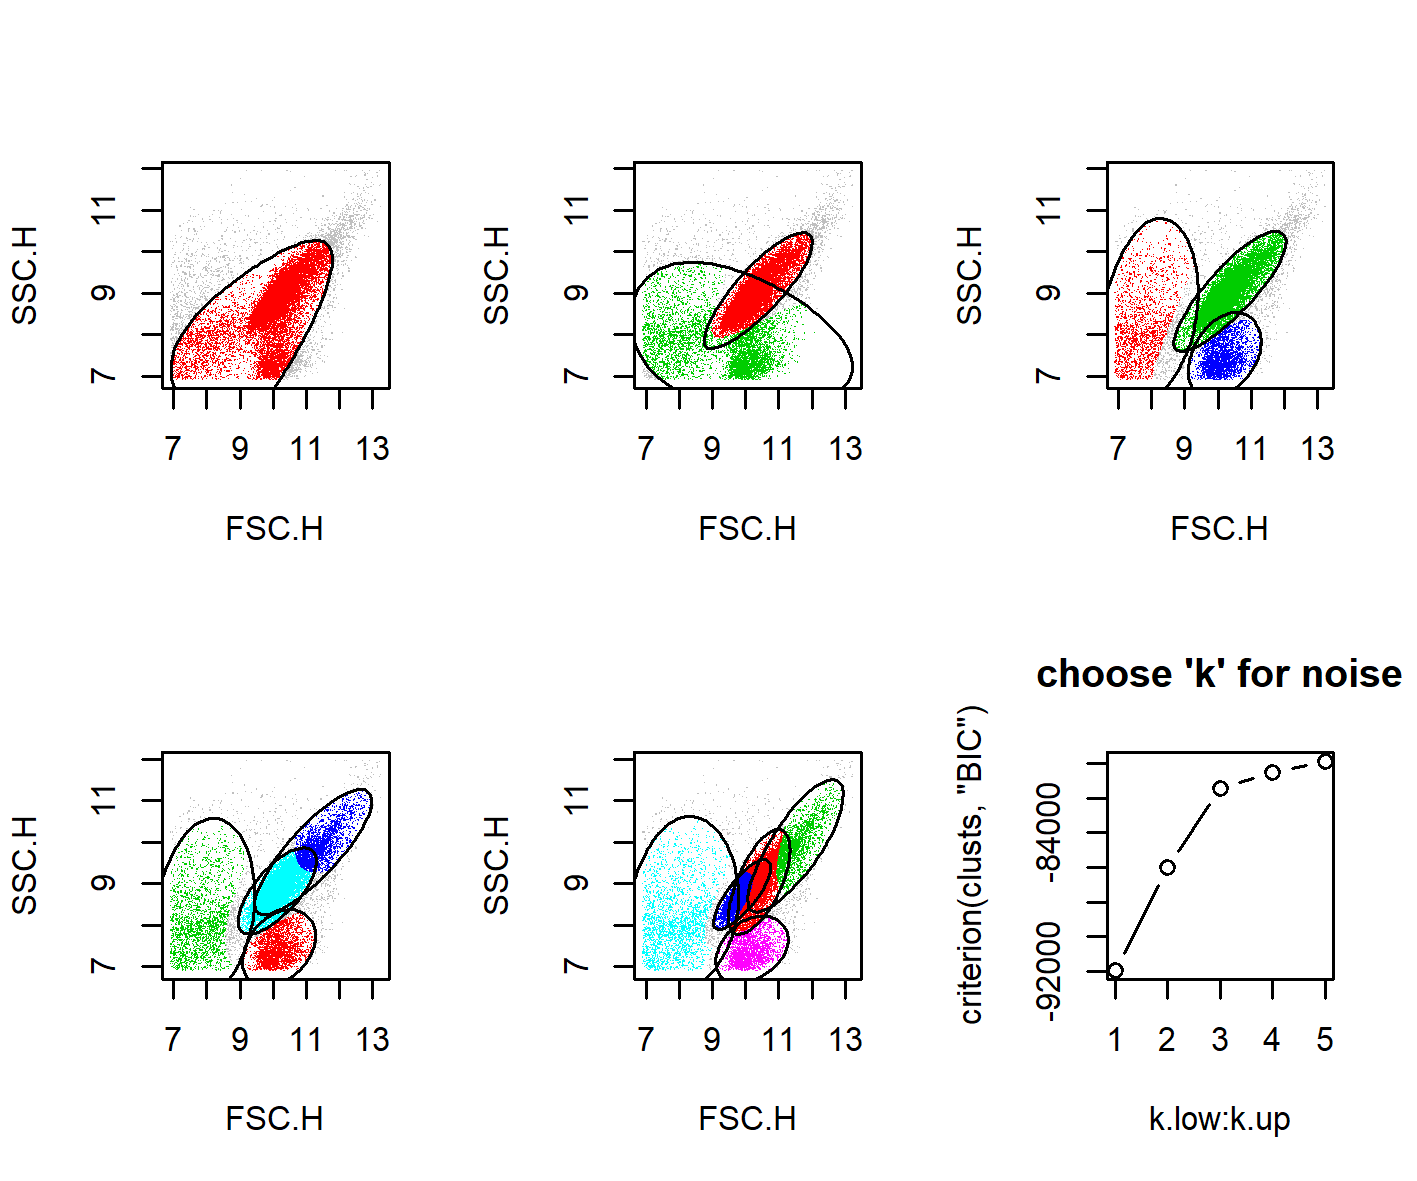 SSC.H
11
9
7
7 9 11 13
FSC.H
SSC.H
11
9
7
7 9 11 13
FSC.H
SSC.H
11
9
7
7 9 11 13
FSC.H
SSC.H
11
9
7
7 9 11 13
FSC.H
SSC.H
11
9
7
7 9 11 13
FSC.H
choose 'k' for noise
criterion(clusts, "BIC")
-84000
-92000
1 2 3 4 5
k.low:k.up